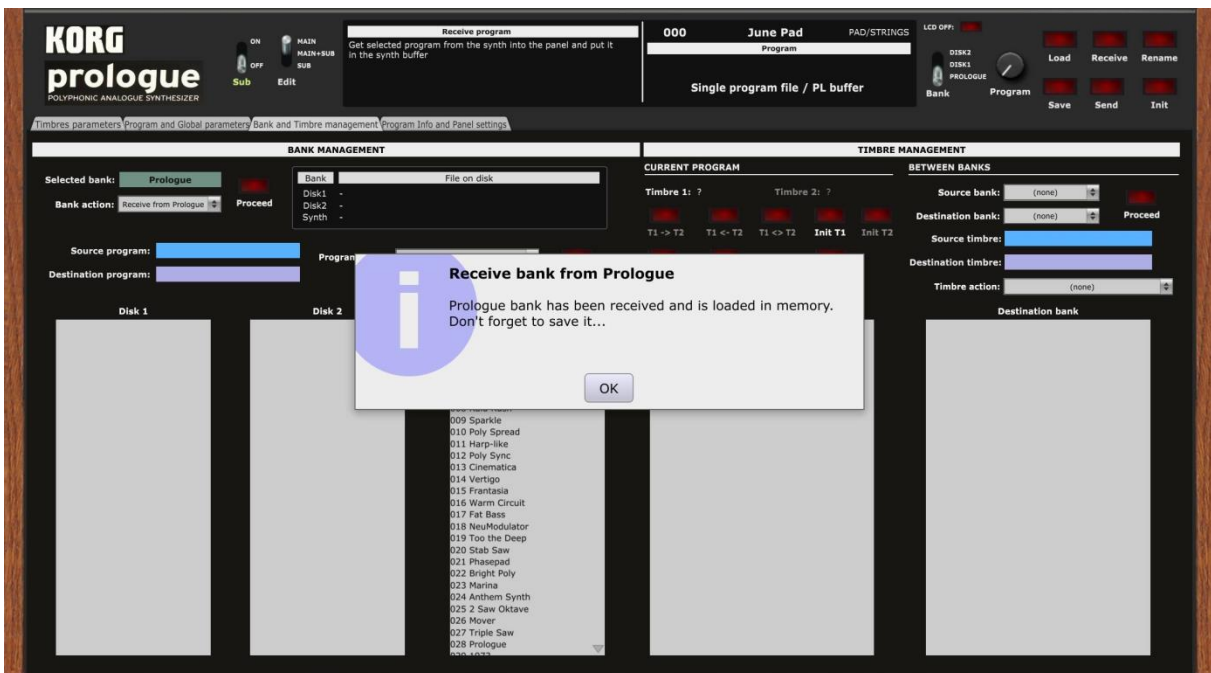 KORG
prologue
POLYPHONIC ANALOGUE SYNTHESIZER
ON
OFF
Sub
MAIN
MAIN+SUB
SUB
Edit
Receive program
Get selected program from the synth into the panel and put it
in the synth buffer
000 June Pad PAD/STRINGS
Program
Single program file / PL buffer
LCD OFF:
DISK2
DISK1
PROLOGUE
Bank
Program
Load Receive Rename
Save Send Init
Timbres parameters Program and Global parameters Bank and Timbre management Program Info and Panel settings
BANK MANAGEMENT
Selected bank: Prologue
Bank action: Receive from Prologue
Proceed
Bank File on disk
Disk1 -
Disk2 -
Synth -
Source program:
Destination program:
Disk 1
Disk 2
TIMBRE MANAGEMENT
CURRENT PROGRAM
Timbre 1: ? Timbre 2: ?
T1 -> T2 T1 <- T2 T1 <> T2 Init T1 Init T2
BETWEEN BANKS
Source bank: (none)
Destination bank: (none)
Proceed
Source timbre:
Destination timbre:
Timbre action: (none)
Destination bank
Receive bank from Prologue
Prologue bank has been received and is loaded in memory.
Don't forget to save it...
OK
009 Sparkle
010 Poly Spread
011 Harp-like
012 Poly Sync
013 Cinematica
014 Vertigo
015 Frantasia
016 Warm Circuit
017 Fat Bass
018 NeuModulator
019 Too the Deep
020 Stab Saw
021 Phasepad
022 Bright Poly
023 Marina
024 Anthem Synth
025 2 Saw Oktave
026 Mover
027 Triple Saw
028 Prologue